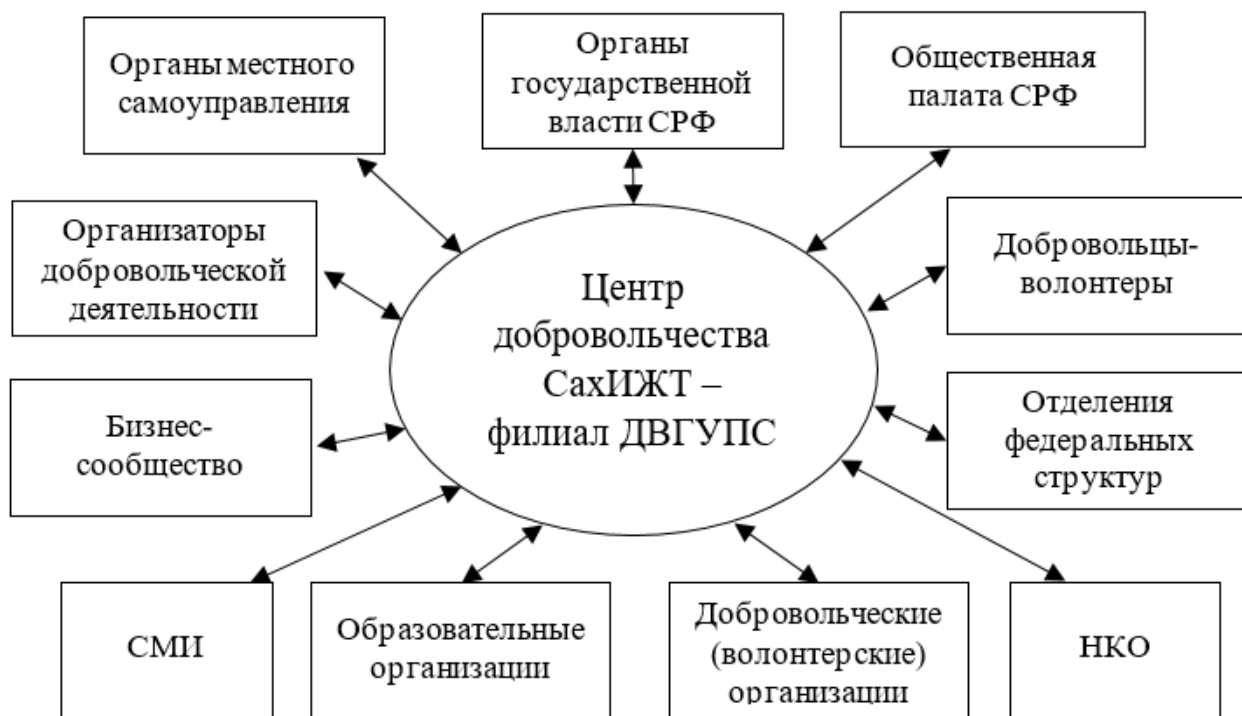 Органы местного
самоуправления
Органы
государственной
власти СРФ
Общественная
палата СРФ
Организаторы
добровольческой
деятельности
Добровольцы-
волонтеры
Центр
добровольчества
СахИЖТ –
филиал ДВГУПС
Бизнес-
сообщество
Отделения
федеральных
структур
СМИ
Образовательные
организации
Добровольческие
(волонтерские)
организации
НКО